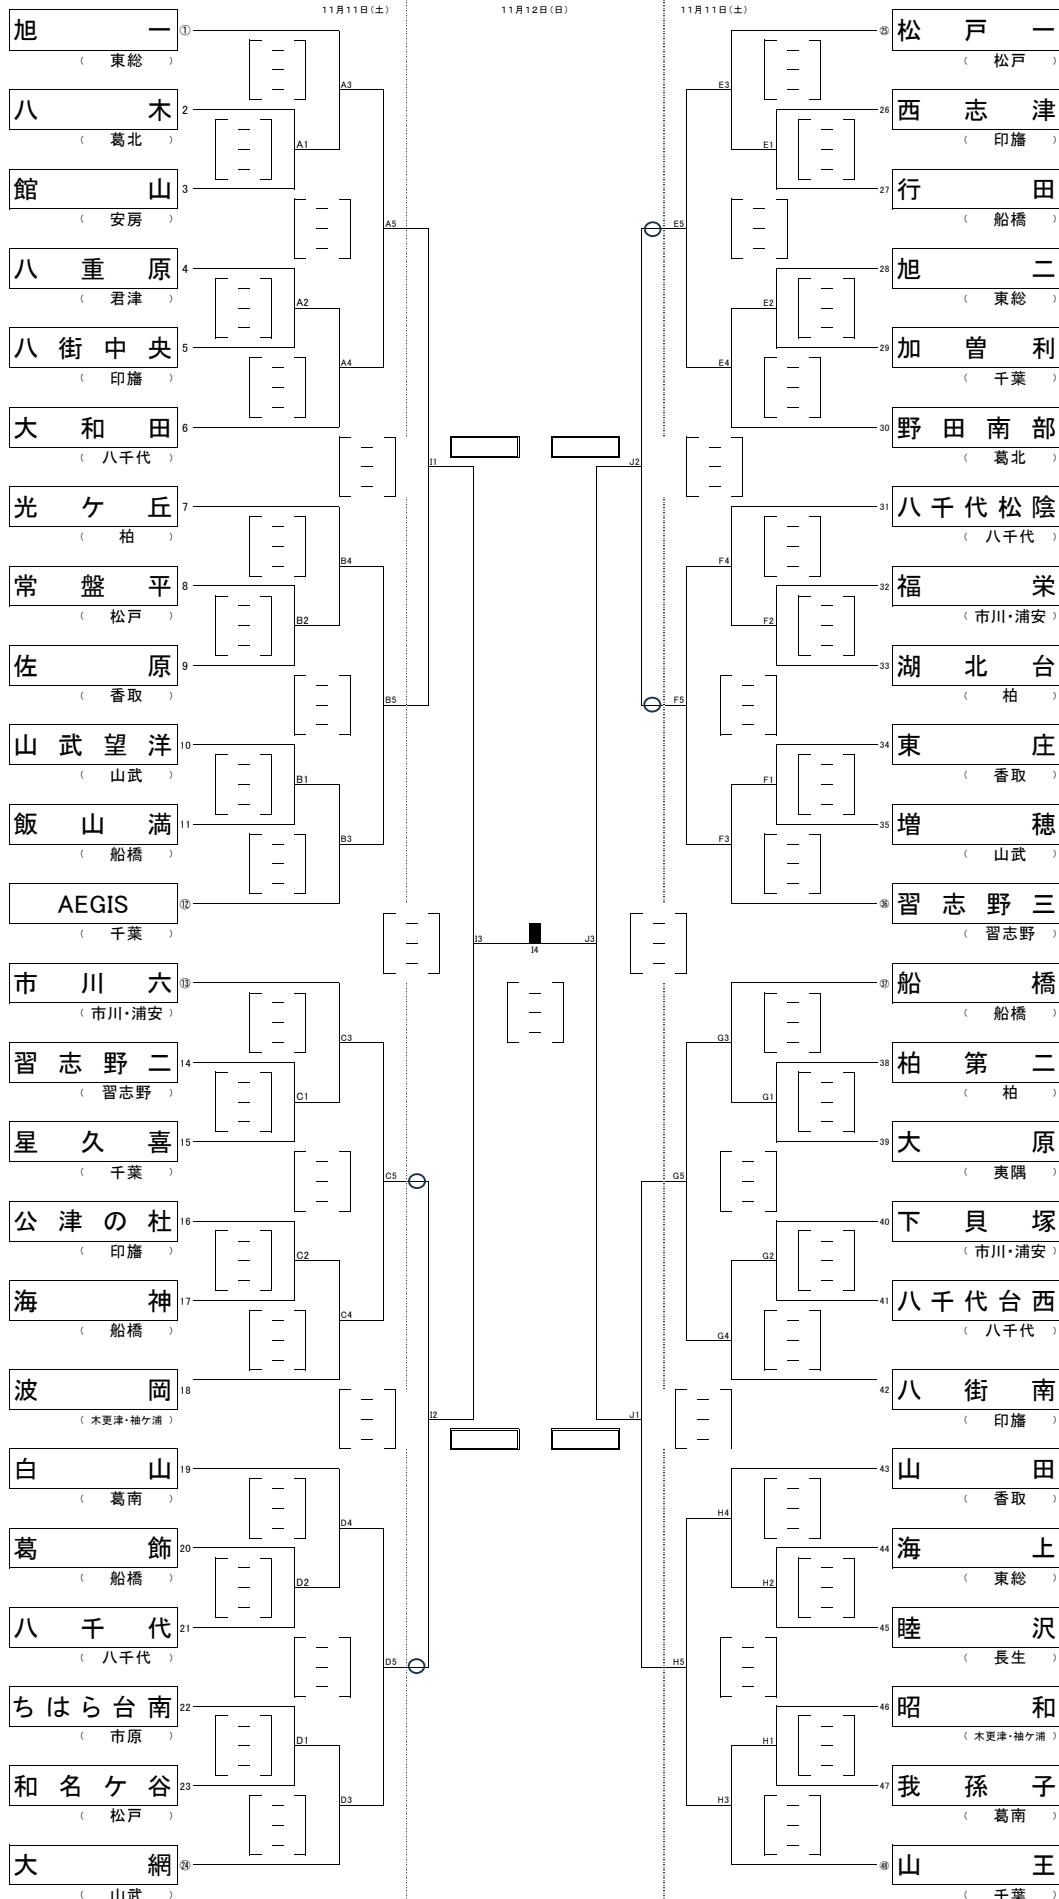 11月11日(土)
11月12日(日)
11月11日(土)
旭一 ①
( 東総 )
八木 2
( 葛北 )
館山 3
( 安房 )
八重原 4
( 君津 )
八街中央 5
( 印旛 )
大和田 6
( 八千代 )
光ケ丘 7
( 柏 )
常盤平 8
( 松戸 )
佐原 9
( 香取 )
山武望洋 10
( 山武 )
飯山満 11
( 船橋 )
AEGIS ⑫
( 千葉 )
市川六 ⑬
( 市川・浦安 )
習志野二 14
( 習志野 )
星久喜 15
( 千葉 )
公津の杜 16
( 印旛 )
海神 17
( 船橋 )
波岡 18
( 木更津・袖ケ浦 )
白山 19
( 葛南 )
葛飾 20
( 船橋 )
八千代 21
( 八千代 )
ちはら台南 22
( 市原 )
和名ケ谷 23
( 松戸 )
大網 ㉔
( 山武 )
A3
A1
A5
A2
A4
I1
B4
B2
B5
B1
B3
I3
I4
J3
C3
C1
C5
C2
C4
I2
D4
D2
D5
D1
D3
E3
E1
E5
E2
E4
J2
F4
F2
F5
F1
F3
G3
G1
G5
G2
G4
J1
H4
H2
H5
H1
H3
㉕ 松戸一
( 松戸 )
26 西志津
( 印旛 )
27 行田
( 船橋 )
28 旭二
( 東総 )
29 加曽利
( 千葉 )
30 野田南部
( 葛北 )
31 八千代松陰
( 八千代 )
32 福栄
( 市川・浦安 )
33 湖北台
( 柏 )
34 東庄
( 香取 )
35 増穂
( 山武 )
㊱ 習志野三
( 習志野 )
㊲ 船橋
( 船橋 )
38 柏第二
( 柏 )
39 大原
( 夷隅 )
40 下貝塚
( 市川・浦安 )
41 八千代台西
( 八千代 )
42 八街南
( 印旛 )
43 山田
( 香取 )
44 海上
( 東総 )
45 睦沢
( 長生 )
46 昭和
( 木更津・袖ケ浦 )
47 我孫子
( 葛南 )
㊽ 山王
( 千葉 )